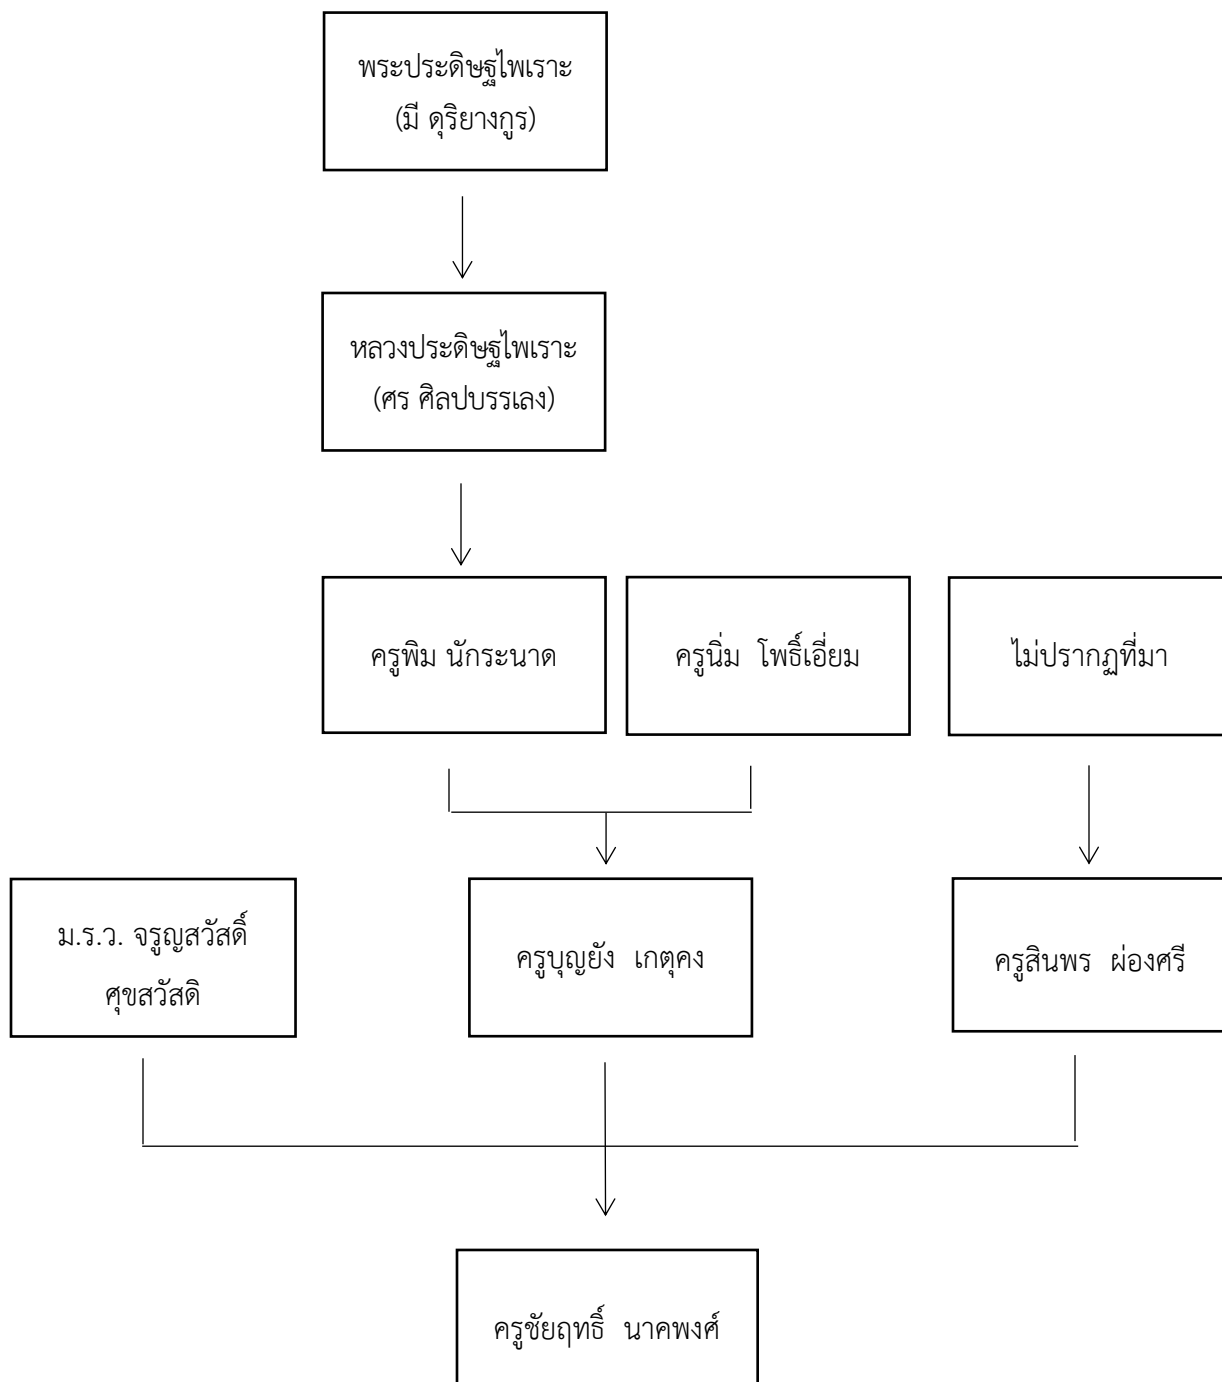 พระประดิษฐไพเราะ
(มี ดุริยางกูร)
หลวงประดิษฐไพเราะ
(ศร ศิลปบรรเลง)
ครูพิม นักระนาด
ครูนิ่ม โพธิ์เอี่ยม
ไม่ปรากฏที่มา
ม.ร.ว. จรูญสวัสดิ์
ศุขสวัสดิ
ครูบุญยัง เกตุคง
ครูสินพร ผ่องศรี
ครูชัยฤทธิ์ นาคพงศ์